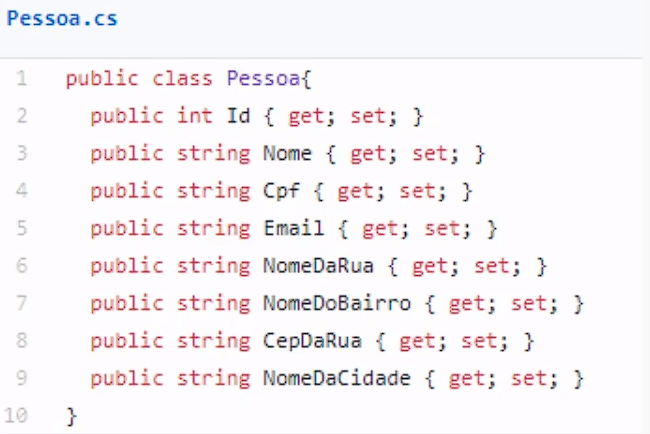 Pessoa.cs
1 public class Pessoa{
2 public int Id { get; set; }
3 public string Nome { get; set; }
4 public string Cpf { get; set; }
5 public string Email { get; set; }
6 public string NomeDaRua { get; set; }
7 public string NomeDoBairro { get; set; }
8 public string CepDaRua { get; set; }
9 public string NomeDaCidade { get; set; }
10 }